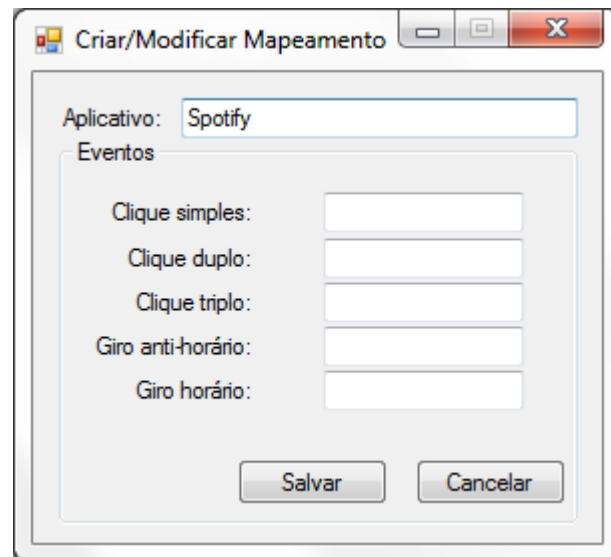 Criar/Modificar Mapeamento
Aplicativo: Spotify
Eventos
Clique simples:
Clique duplo:
Clique triplo:
Giro anti-horário:
Giro horário:
Salvar Cancelar